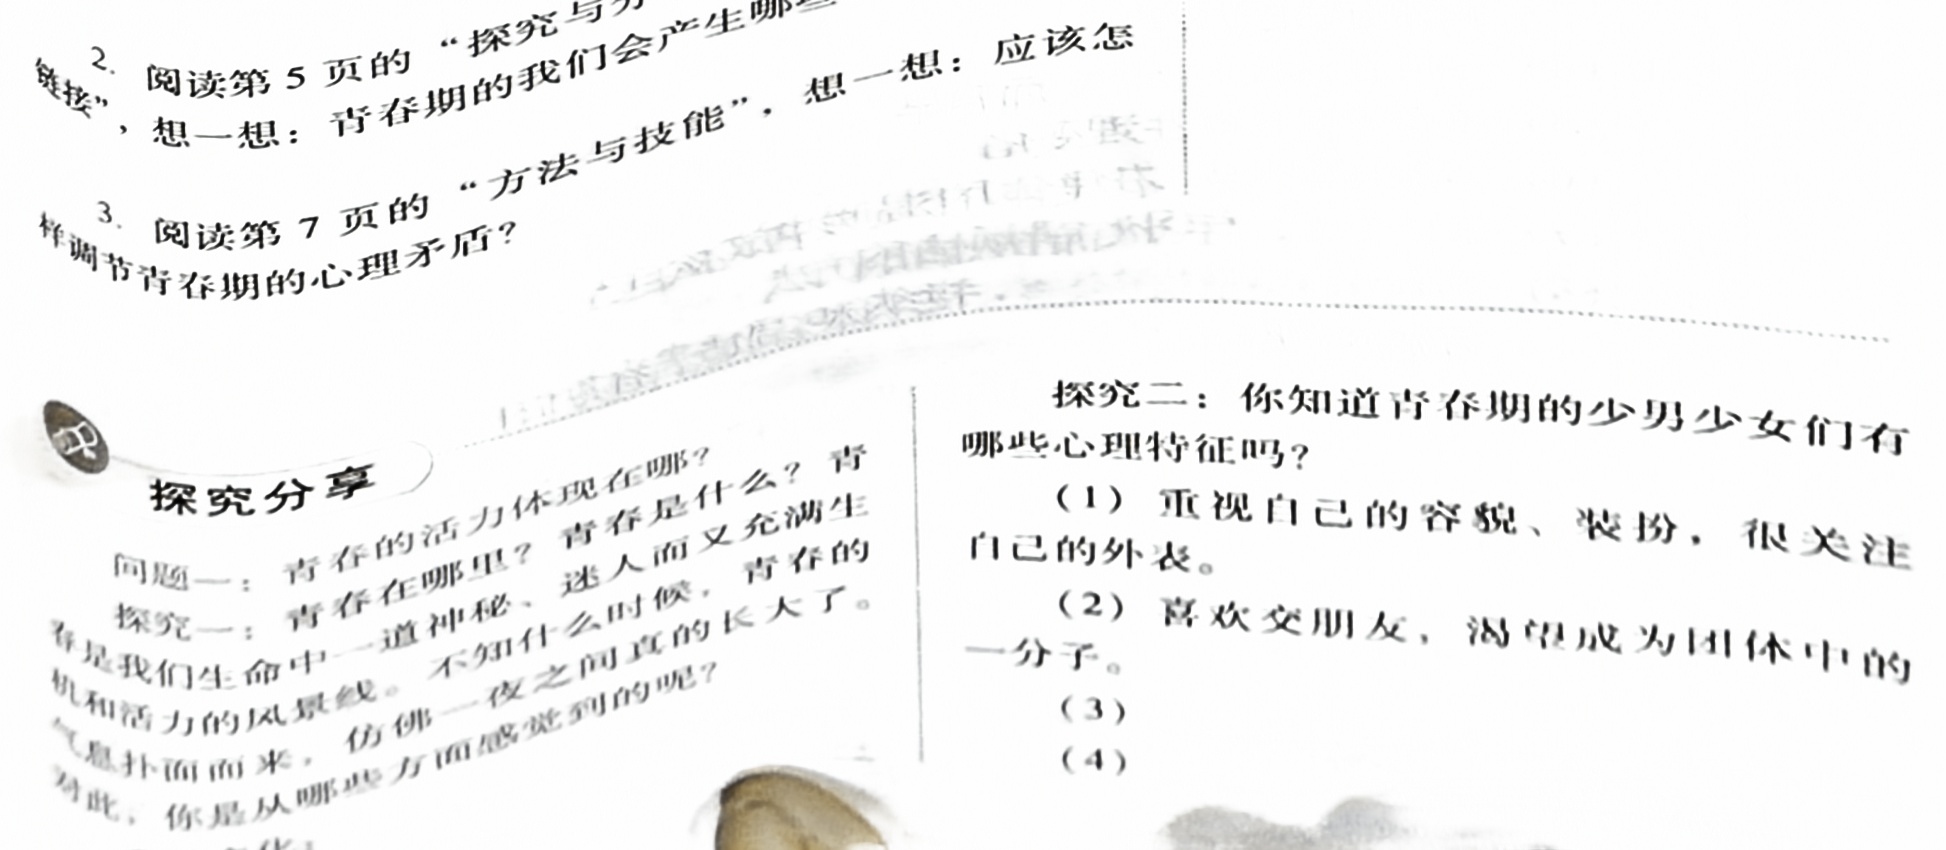 2. 阅读第 5 页的 “探究与分
链接”，想一想：青春期的我们会产生哪些
3. 阅读第 7 页的 “方法与技能”，想一想：应该怎
样调节青春期的心理矛盾？
探究分享
问题一：青春的活力体现在哪？
探究一：青春在哪里？青春是什么？青
春是我们生命中一道神秘、迷人而又充满生
机和活力的风景线。不知什么时候，青春的
气息扑面而来，仿佛一夜之间真的长大了。
对此，你是从哪些方面感觉到的呢？
探究二：你知道青春期的少男少女们有
哪些心理特征吗？
（1）重视自己的容貌、装扮，很关注
自己的外表。
（2）喜欢交朋友，渴望成为团体中的
一分子。
（3）
（4）